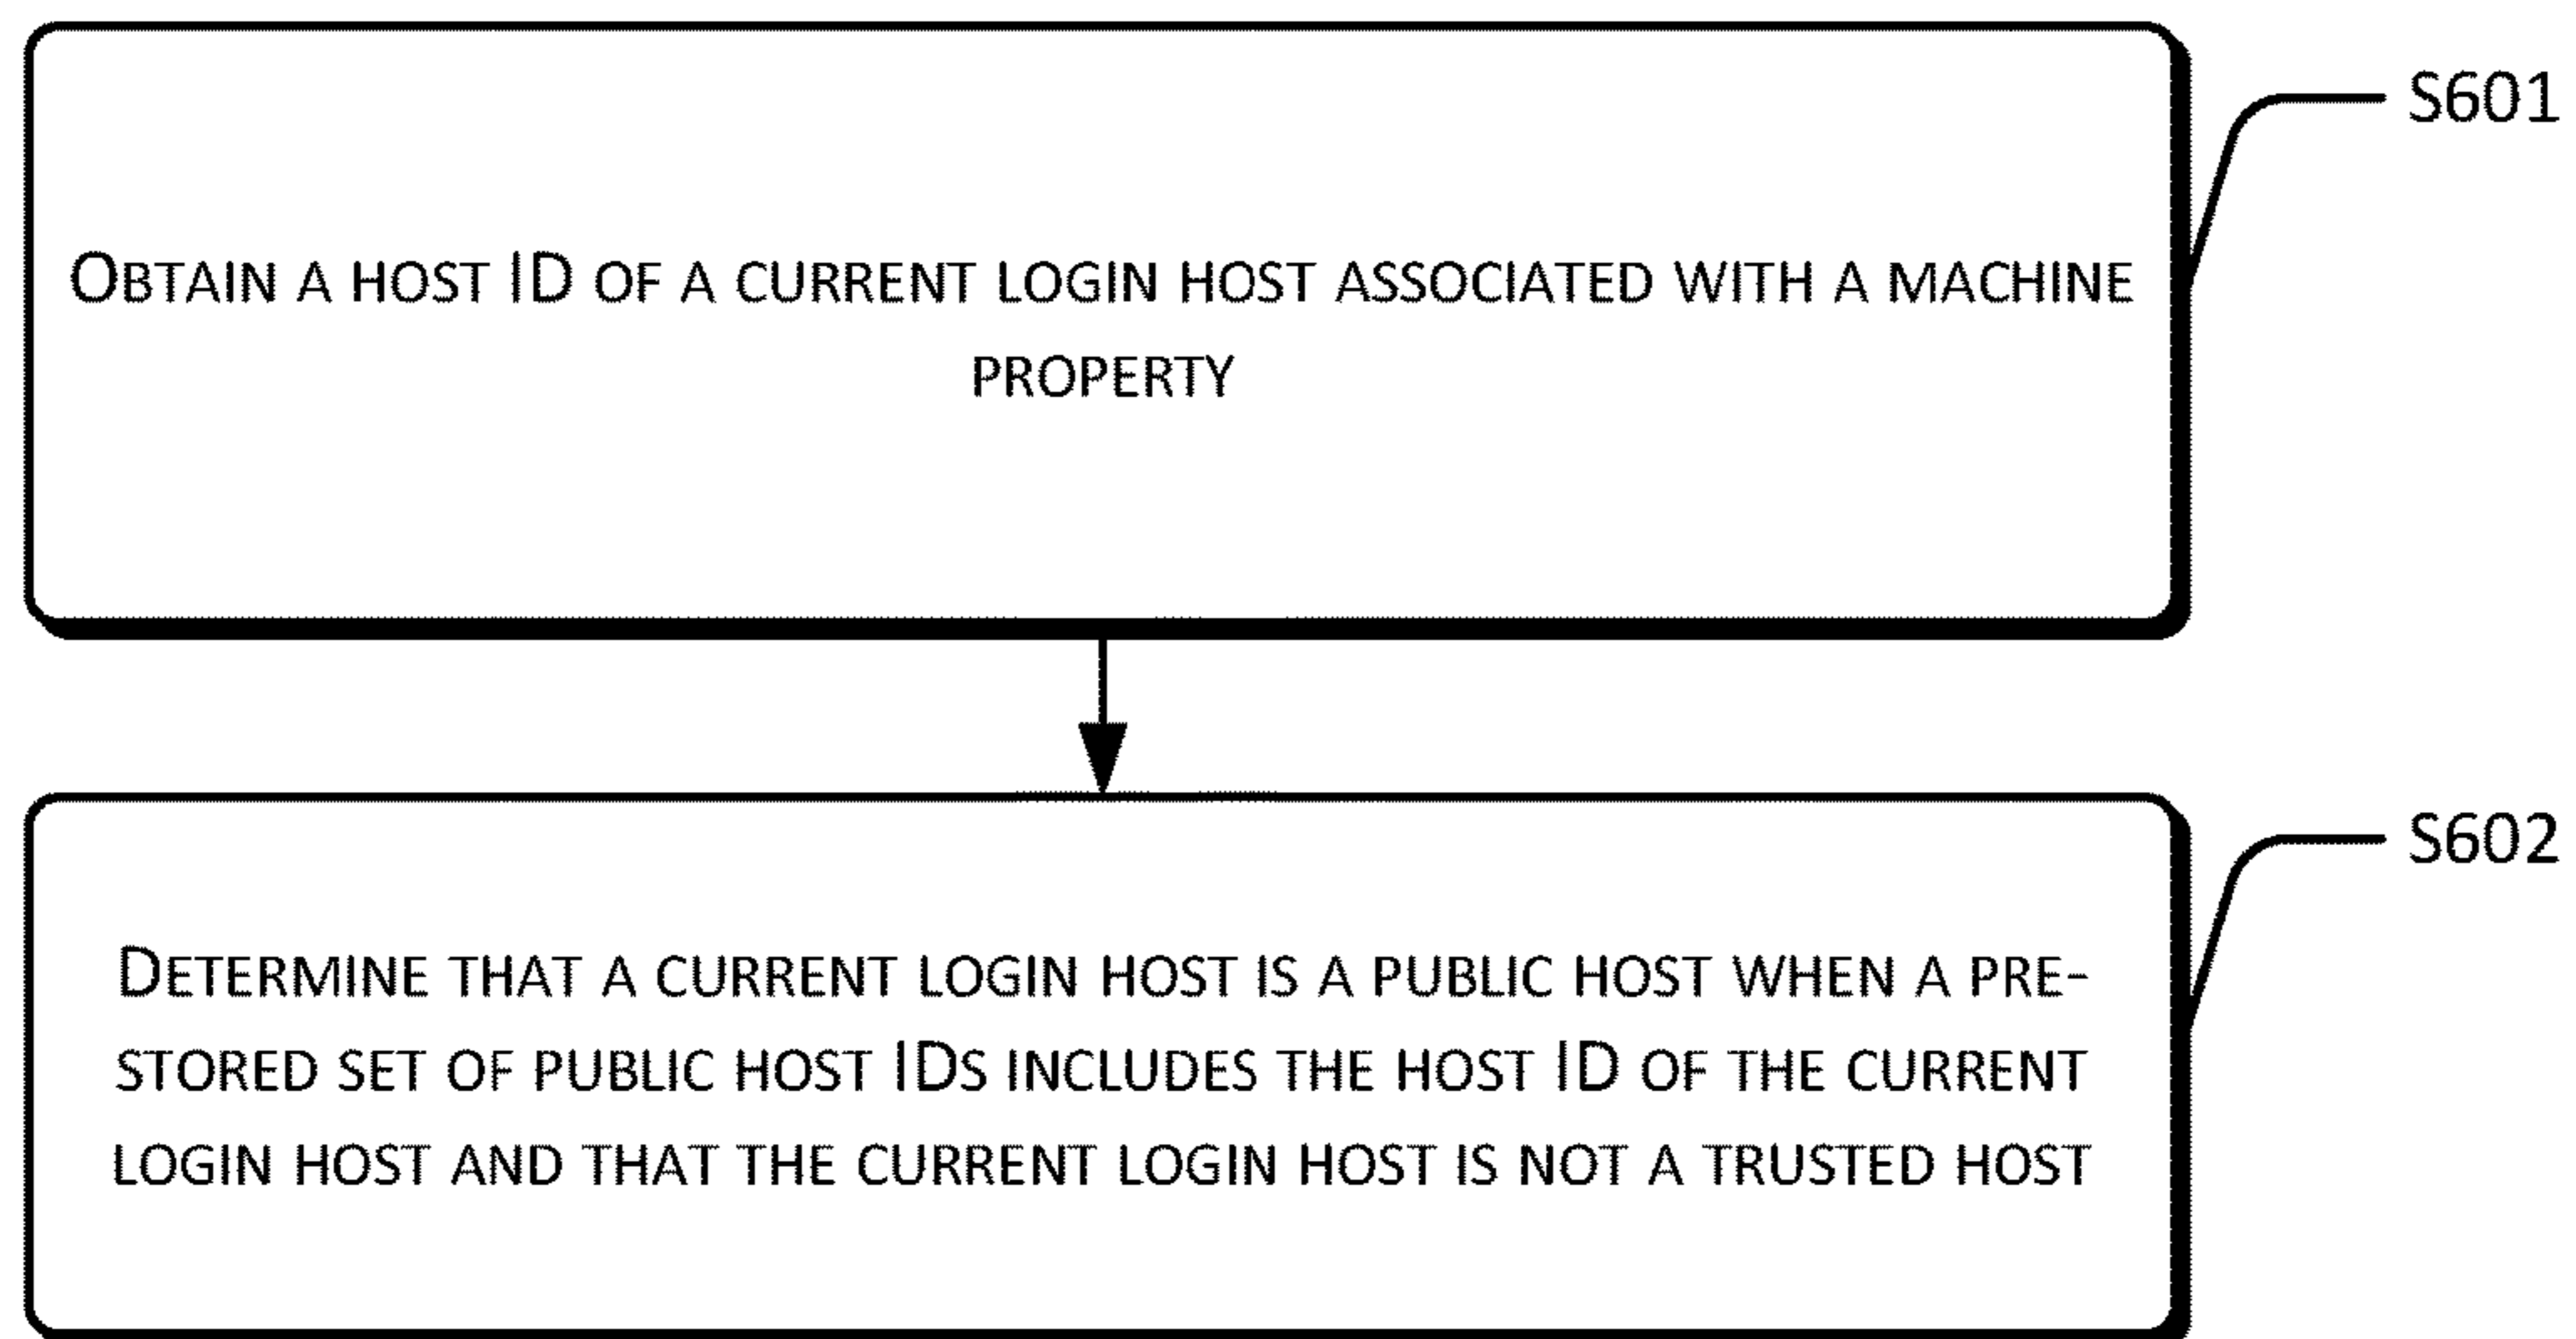 OBTAIN A HOST ID OF A CURRENT LOGIN HOST ASSOCIATED WITH A MACHINE
PROPERTY
S601
DETERMINE THAT A CURRENT LOGIN HOST IS A PUBLIC HOST WHEN A PRE-
STORED SET OF PUBLIC HOST IDS INCLUDES THE HOST ID OF THE CURRENT
LOGIN HOST AND THAT THE CURRENT LOGIN HOST IS NOT A TRUSTED HOST
S602